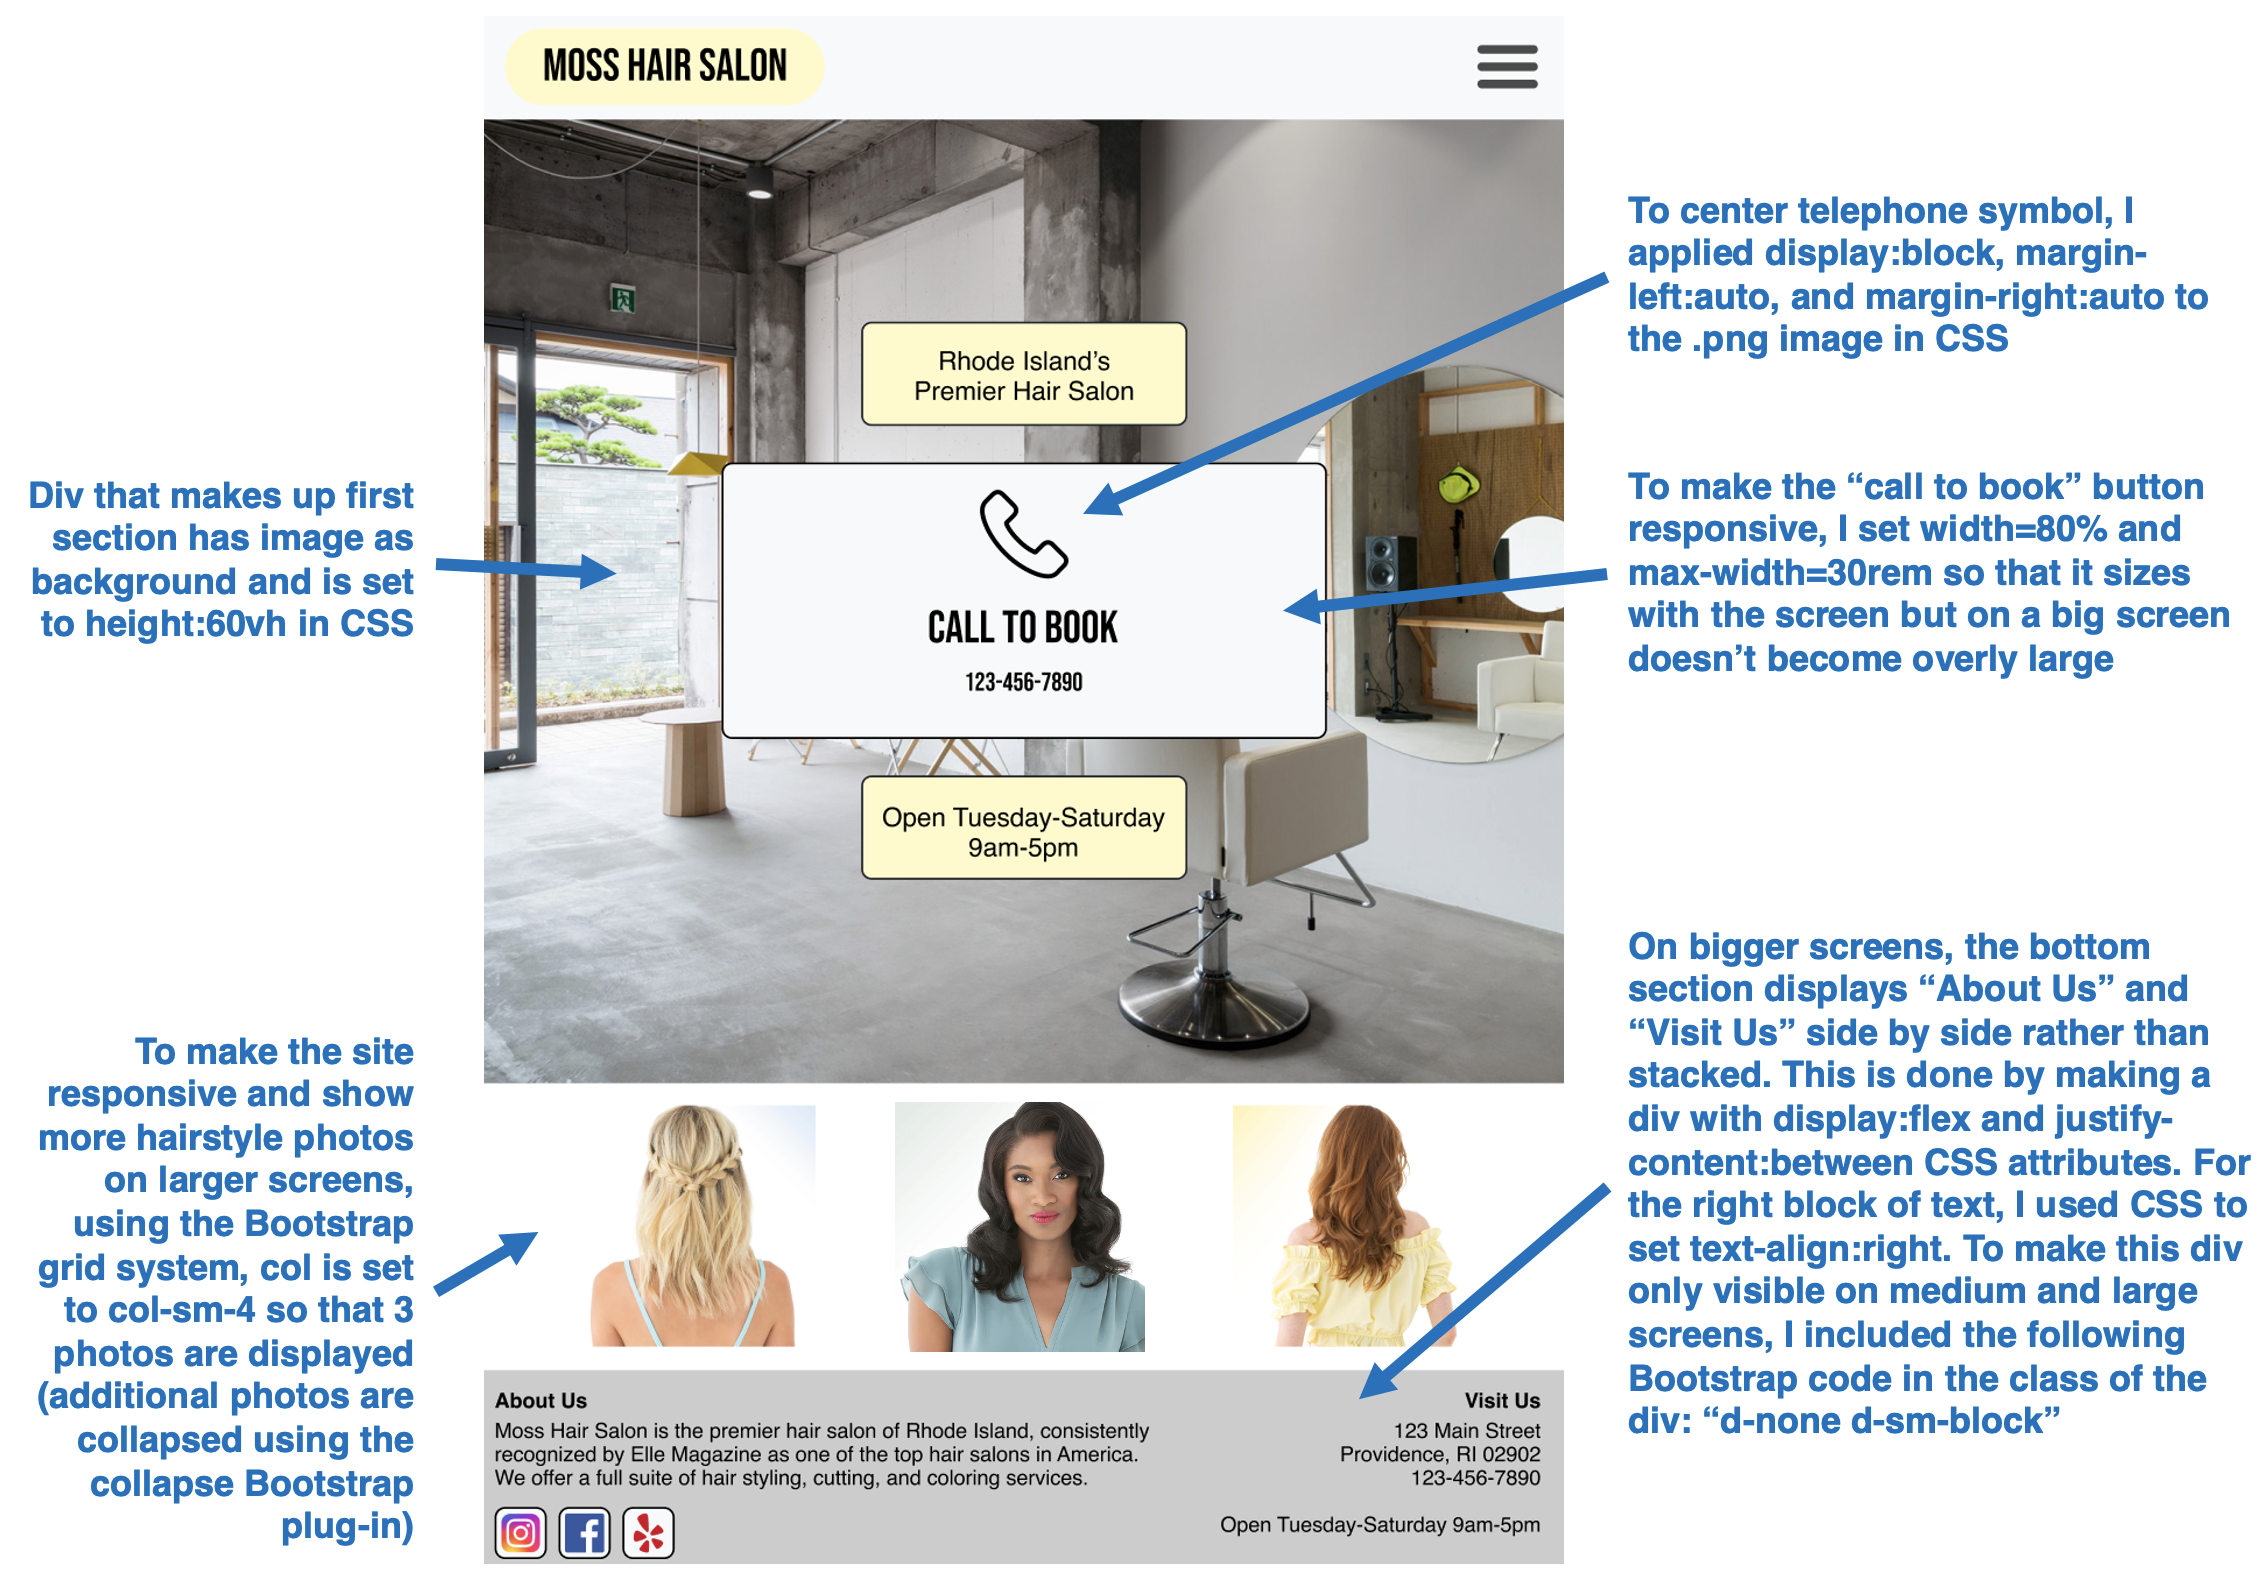 MOSS HAIR SALON
Rhode Island’s
Premier Hair Salon
CALL TO BOOK
123-456-7890
Open Tuesday-Saturday
9am-5pm
About Us
Moss Hair Salon is the premier hair salon of Rhode Island, consistently
recognized by Elle Magazine as one of the top hair salons in America.
We offer a full suite of hair styling, cutting, and coloring services.
Visit Us
123 Main Street
Providence, RI 02902
123-456-7890
Open Tuesday-Saturday 9am-5pm
Div that makes up first
section has image as
background and is set
to height:60vh in CSS
To make the site
responsive and show
more hairstyle photos
on larger screens,
using the Bootstrap
grid system, col is set
to col-sm-4 so that 3
photos are displayed
(additional photos are
collapsed using the
collapse Bootstrap
plug-in)
To center telephone symbol, I
applied display:block, margin-
left:auto, and margin-right:auto to
the .png image in CSS
To make the “call to book” button
responsive, I set width=80% and
max-width=30rem so that it sizes
with the screen but on a big screen
doesn’t become overly large
On bigger screens, the bottom
section displays “About Us” and
“Visit Us” side by side rather than
stacked. This is done by making a
div with display:flex and justify-
content:between CSS attributes. For
the right block of text, I used CSS to
set text-align:right. To make this div
only visible on medium and large
screens, I included the following
Bootstrap code in the class of the
div: “d-none d-sm-block”